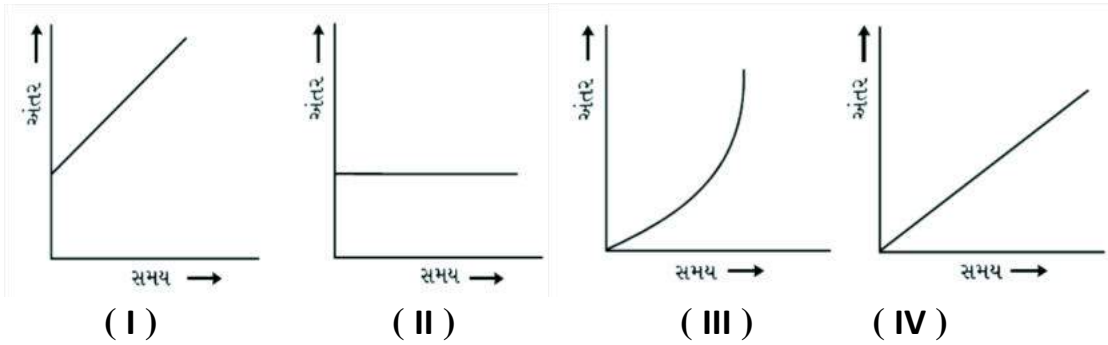 અંતર
સમય
અંતર
સમય
અંતર
સમય
અંતર
સમય
( I )
( II )
( III )
( IV )